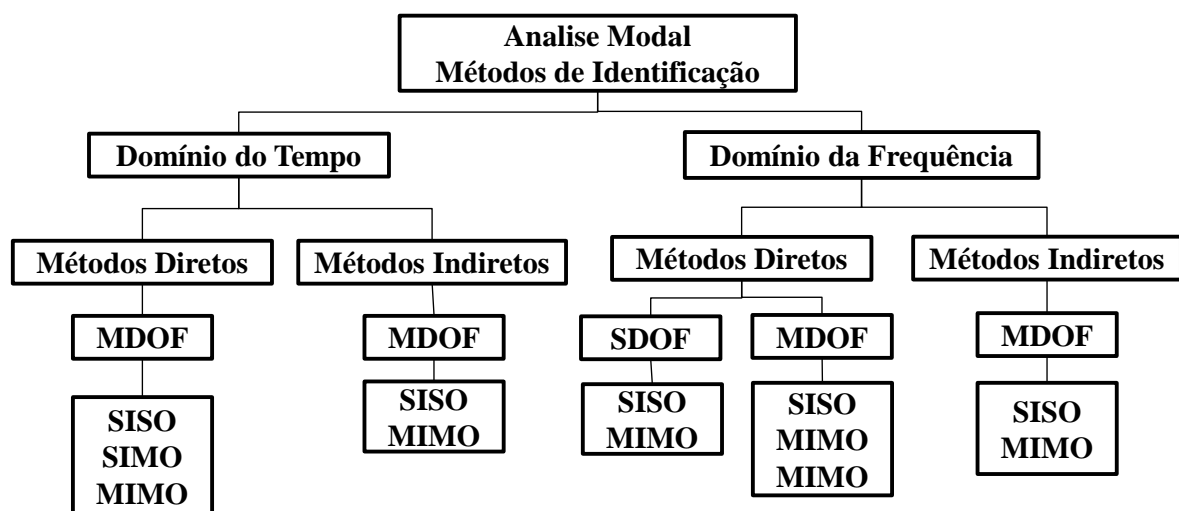 Analise Modal
Métodos de Identificação
Domínio do Tempo
Domínio da Frequência
Métodos Diretos
Métodos Indiretos
Métodos Diretos
Métodos Indiretos
MDOF
MDOF
SDOF
MDOF
MDOF
SISO
SIMO
MIMO
SISO
MIMO
SISO
MIMO
SISO
MIMO
MIMO
SISO
MIMO